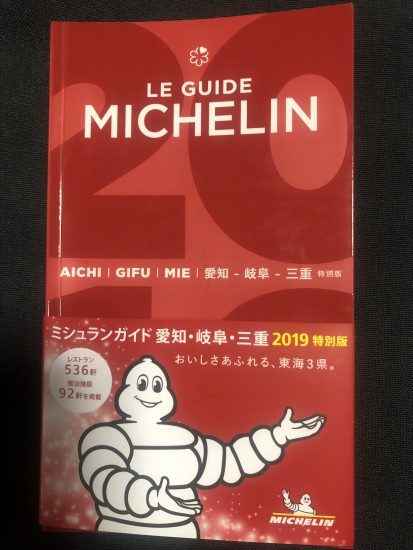 20
LE GUIDE
MICHELIN
AICHI | GIFU | MIE | 愛知 - 岐阜 - 三重 特別版
ミシュランガイド 愛知・岐阜・三重 2019 特別版
おいしさあふれる、東海3県。
レストラン
536軒
宿泊施設
92軒を掲載
MICHELIN